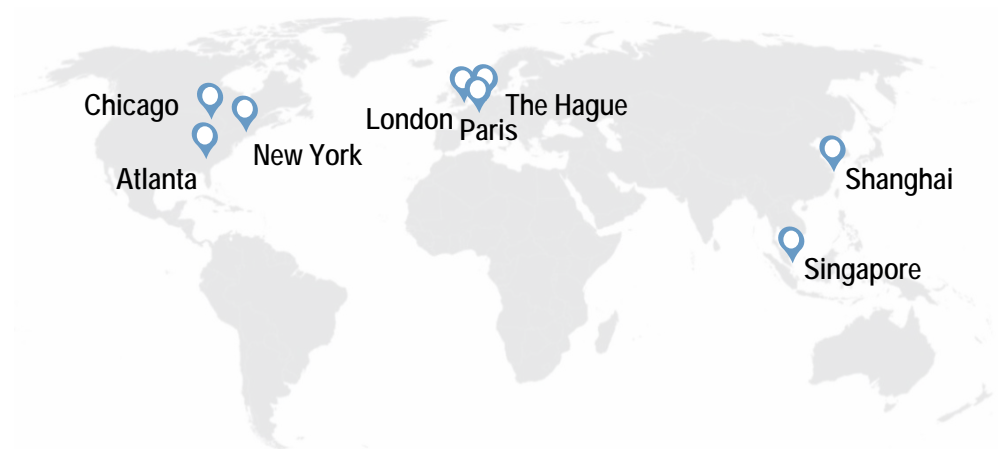 Chicago
The Hague
London
Paris
New York
Atlanta
Shanghai
Singapore